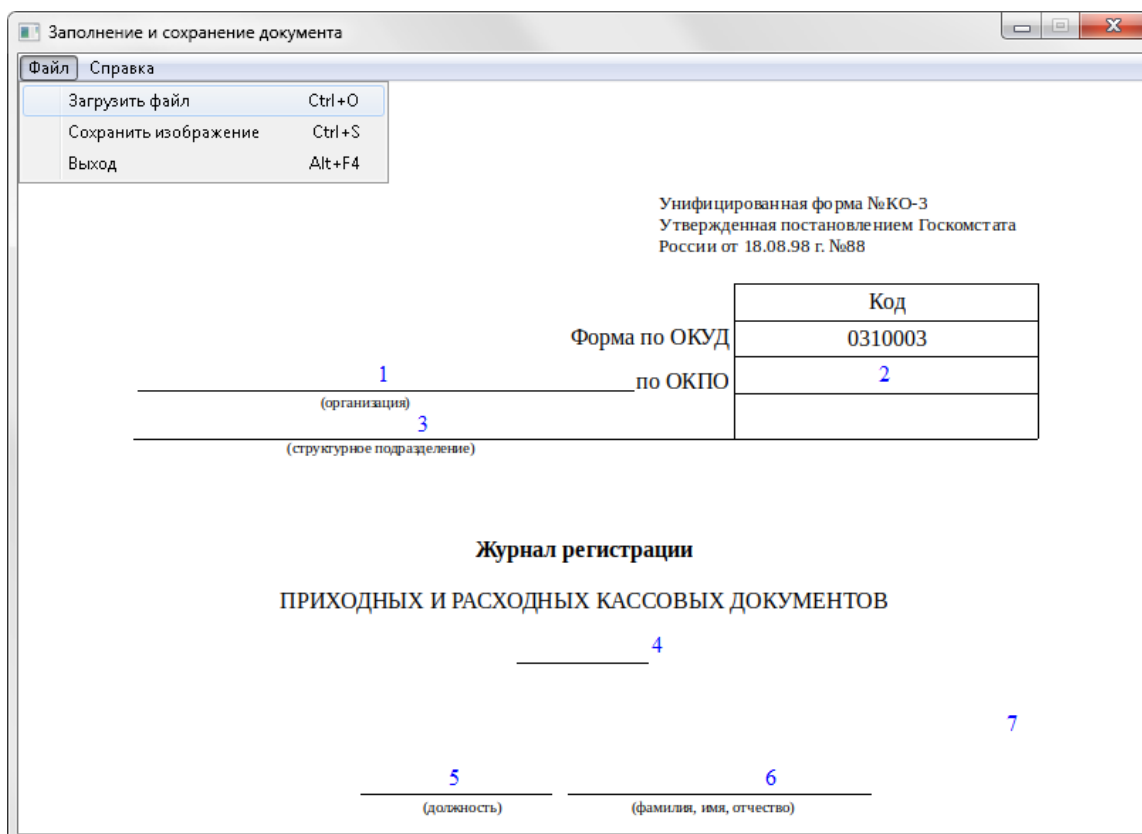 Заполнение и сохранение документа
Файл Справка
Загрузить файл Ctrl+O
Сохранить изображение Ctrl+S
Выход Alt+F4
Унифицированная форма №КО-3
Утвержденная постановлением Госкомстата
России от 18.08.98 г. №88
Код
Форма по ОКУД 0310003
1 по ОКПО 2
(организация)
3
(структурное подразделение)
Журнал регистрации
ПРИХОДНЫХ И РАСХОДНЫХ КАССОВЫХ ДОКУМЕНТОВ
4
7
5 6
(должность) (фамилия, имя, отчество)